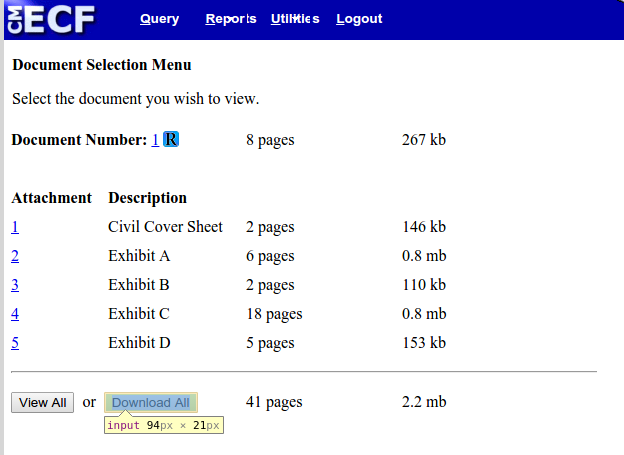 CM ECF Query Reports Utilities Logout
Document Selection Menu
Select the document you wish to view.
Document Number: 1 R 8 pages 267 kb
Attachment Description
1 Civil Cover Sheet 2 pages 146 kb
2 Exhibit A 6 pages 0.8 mb
3 Exhibit B 2 pages 110 kb
4 Exhibit C 18 pages 0.8 mb
5 Exhibit D 5 pages 153 kb
View All or Download All 41 pages 2.2 mb
input 94px × 21px